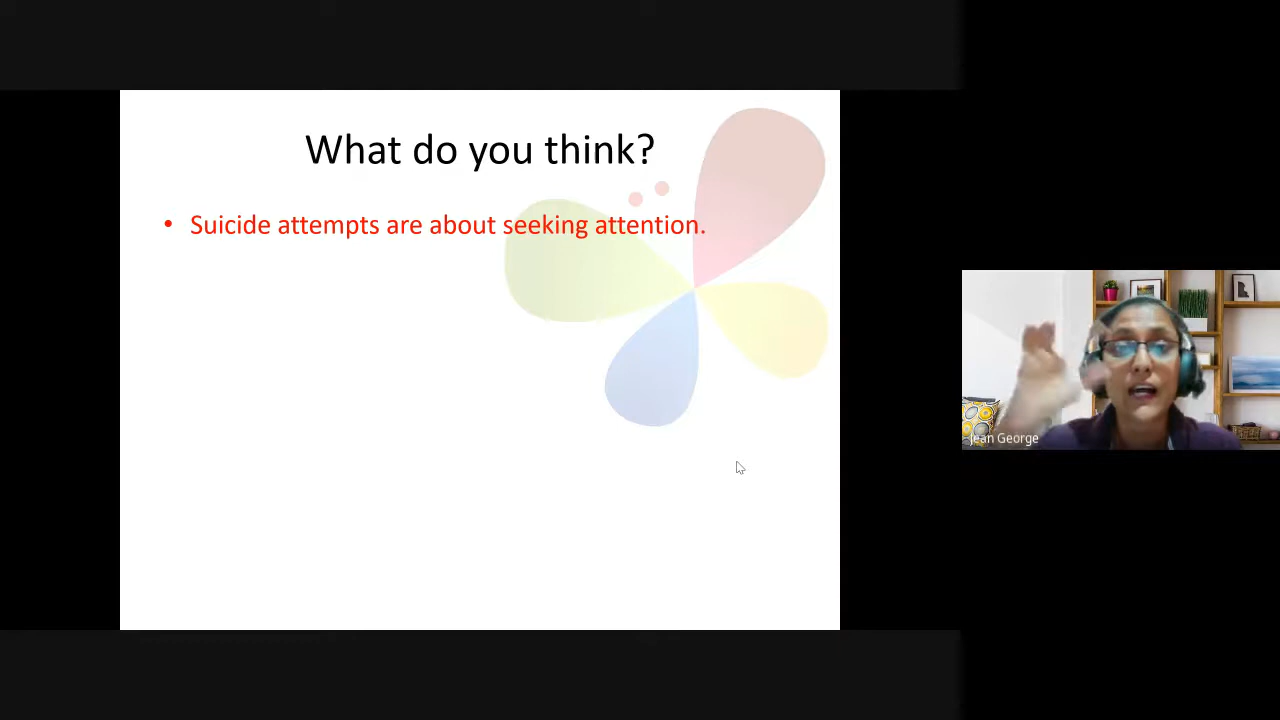 What do you think?
• Suicide attempts are about seeking attention.
Jean George